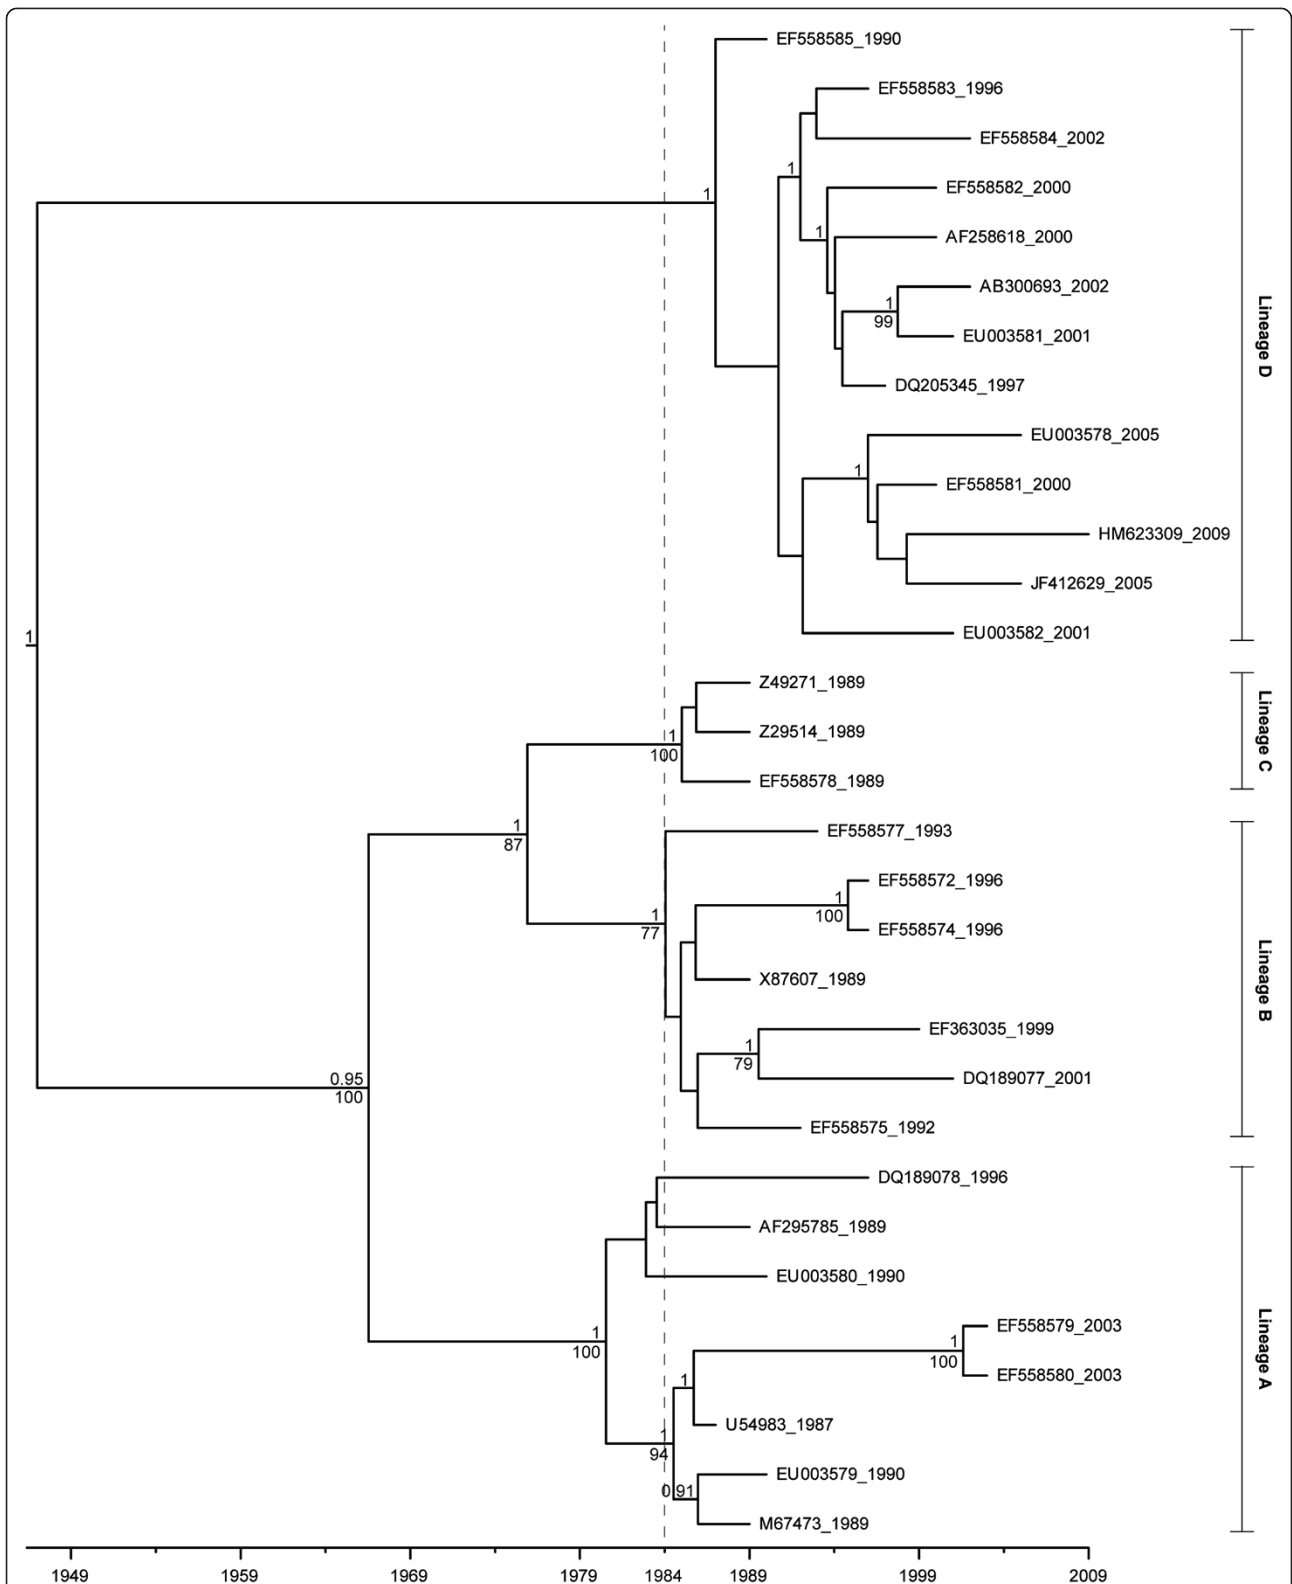 EF558585_1990
EF558583_1996
EF558584_2002
1
EF558582_2000
1
1
AF258618_2000
AB300693_2002
1
99
EU003581_2001
Lineage D
DQ205345_1997
EU003578_2005
1
EF558581_2000
HM623309_2009
JF412629_2005
EU003582_2001
1
Z49271_1989
Z29514_1989
1
100
Lineage C
EF558578_1989
1
87
EF558577_1993
EF558572_1996
1
100
1
77
EF558574_1996
X87607_1989
Lineage B
EF363035_1999
1
79
0.95
100
DQ189077_2001
EF558575_1992
DQ189078_1996
AF295785_1989
EU003580_1990
EF558579_2003
1
100
1
100
Lineage A
EF558580_2003
1
U54983_1987
1
94
EU003579_1990
0.91
M67473_1989
1949 1959 1969 1979 1984 1989 1999 2009